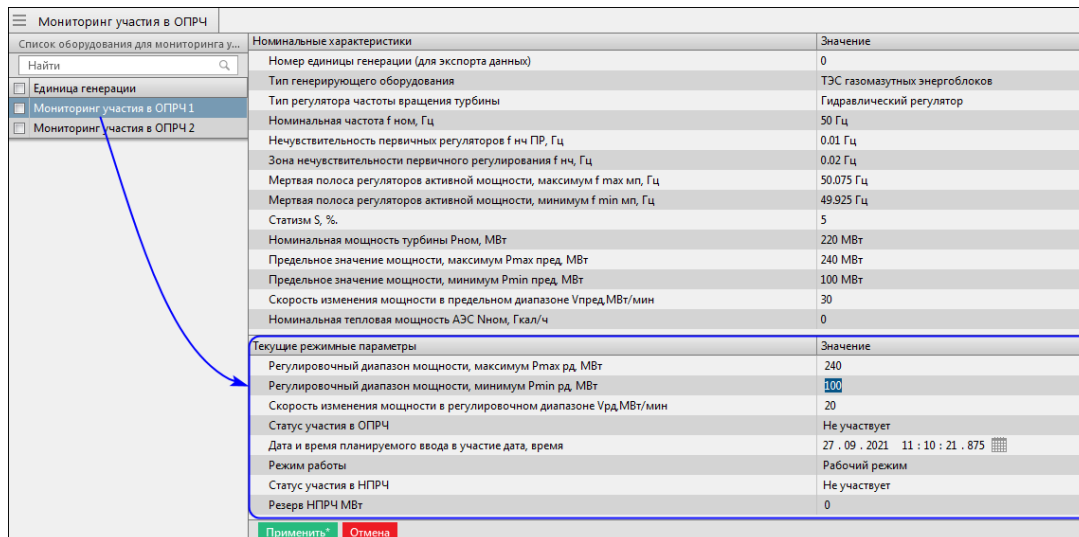 Мониторинг участия в ОПРЧ
Список оборудования для мониторинга у...
Найти
Единица генерации
Мониторинг участия в ОПРЧ 1
Мониторинг участия в ОПРЧ 2
Номинальные характеристики Значение
Номер единицы генерации (для экспорта данных) 0
Тип генерирующего оборудования ТЭС газомазутных энергоблоков
Тип регулятора частоты вращения турбины Гидравлический регулятор
Номинальная частота f ном, Гц 50 Гц
Нечувствительность первичных регуляторов f нч ПР, Гц 0.01 Гц
Зона нечувствительности первичного регулирования f нч, Гц 0.02 Гц
Мертвая полоса регуляторов активной мощности, максимум f max мп, Гц 50.075 Гц
Мертвая полоса регуляторов активной мощности, минимум f min мп, Гц 49.925 Гц
Статизм S, %. 5
Номинальная мощность турбины Рном, МВт 220 МВт
Предельное значение мощности, максимум Pmax пред, МВт 240 МВт
Предельное значение мощности, минимум Pmin пред, МВт 100 МВт
Скорость изменения мощности в предельном диапазоне Vпред,МВт/мин 30
Номинальная тепловая мощность АЭС Nном, Гкал/ч 0
Текущие режимные параметры Значение
Регулировочный диапазон мощности, максимум Pmax рд, МВт 240
Регулировочный диапазон мощности, минимум Pmin рд, МВт 100
Скорость изменения мощности в регулировочном диапазоне Vрд,МВт/мин 20
Статус участия в ОПРЧ Не участвует
Дата и время планируемого ввода в участие дата, время 27 . 09 . 2021 11 : 10 : 21 . 875
Режим работы Рабочий режим
Статус участия в НПРЧ Не участвует
Резерв НПРЧ МВт 0
Применить* Отмена